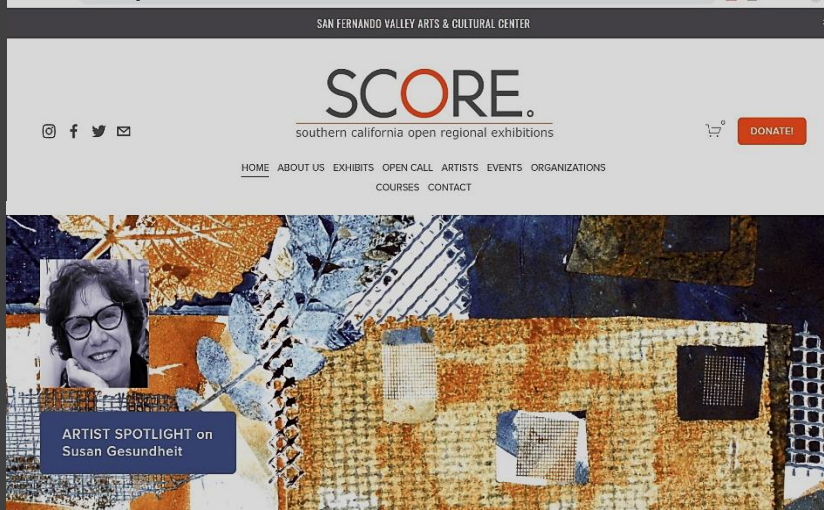 SAN FERNANDO VALLEY ARTS & CULTURAL CENTER
SCORE.
southern california open regional exhibitions
0
DONATE!
HOME ABOUT US EXHIBITS OPEN CALL ARTISTS EVENTS ORGANIZATIONS
COURSES CONTACT
ARTIST SPOTLIGHT on
Susan Gesundheit